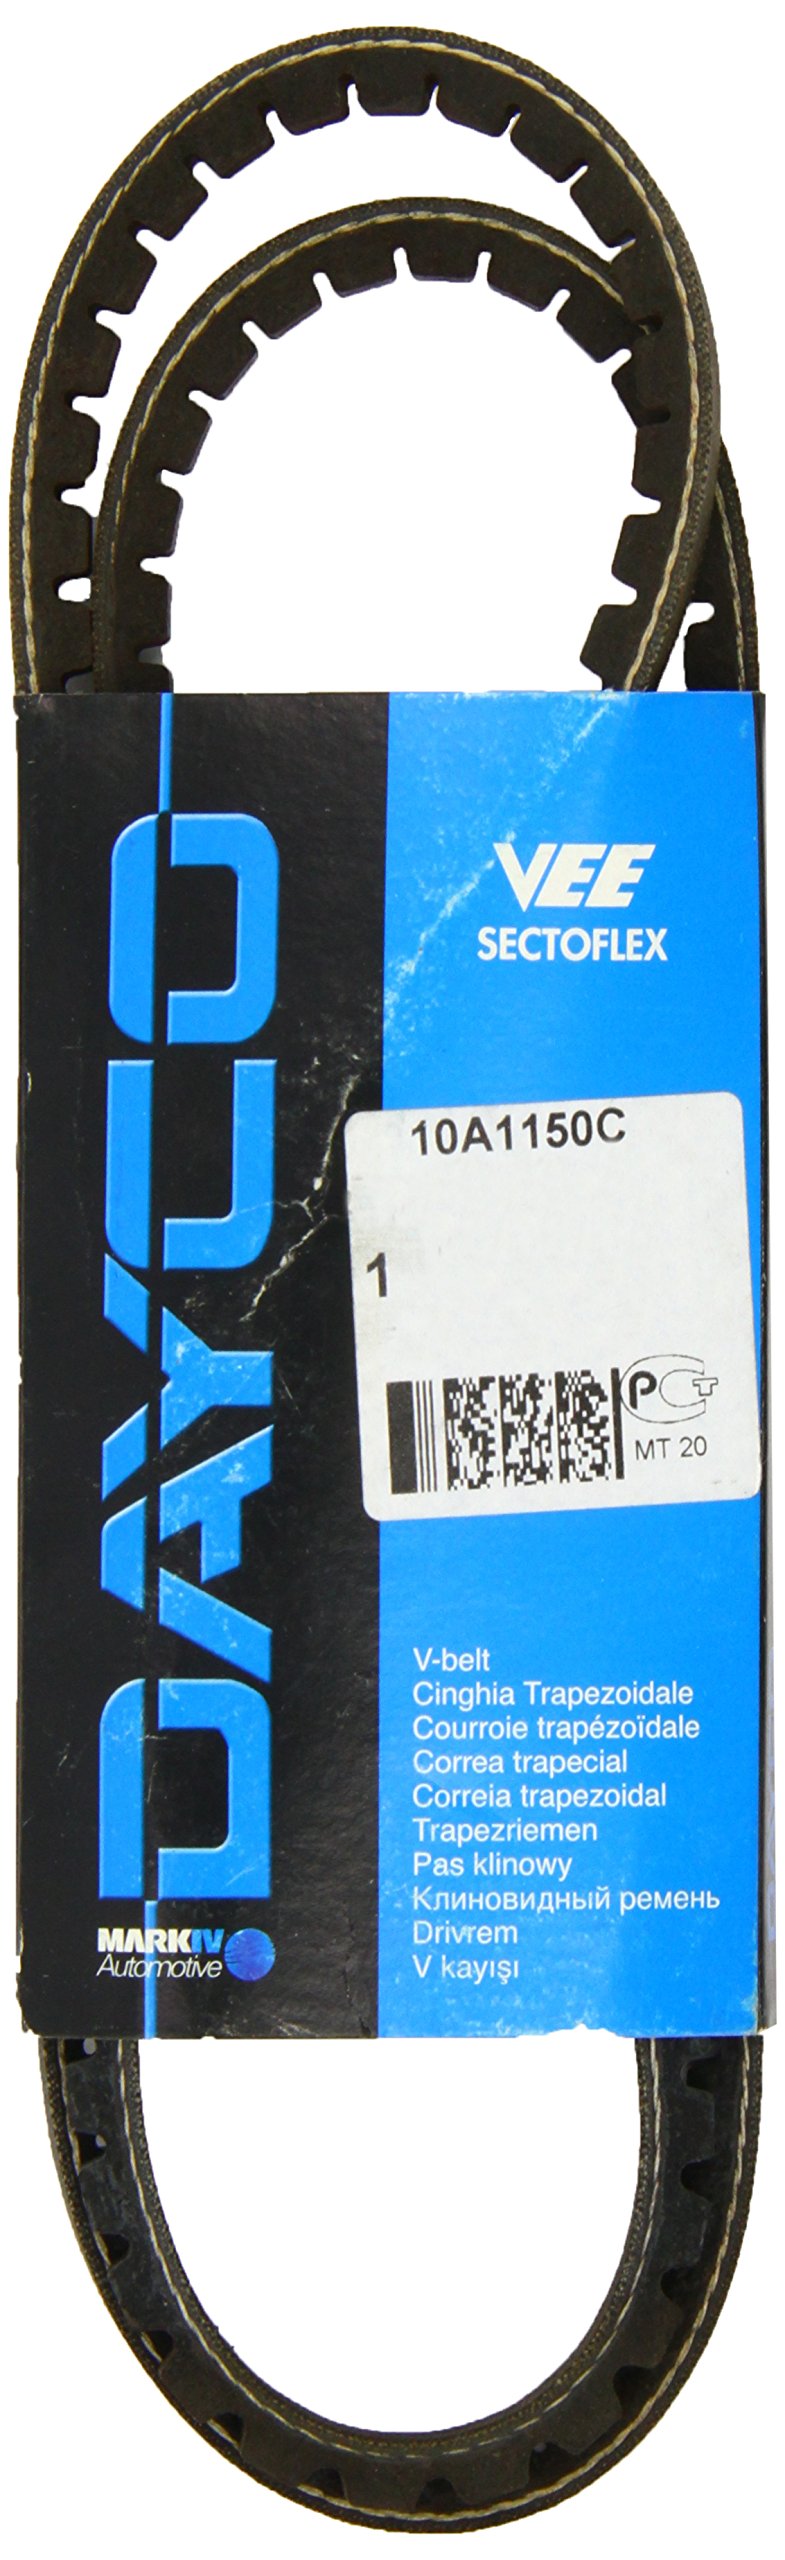 DAYCO
MARKIV
Automotive
VEE
SECTOFLEX
10A1150C
1
PCT
MT 20
V-belt
Cinghia Trapezoidale
Courroie trapézoïdale
Correa trapecial
Correia trapezoidal
Trapezriemen
Pas klinowy
Клиновидный ремень
Drivrem
V kayışı